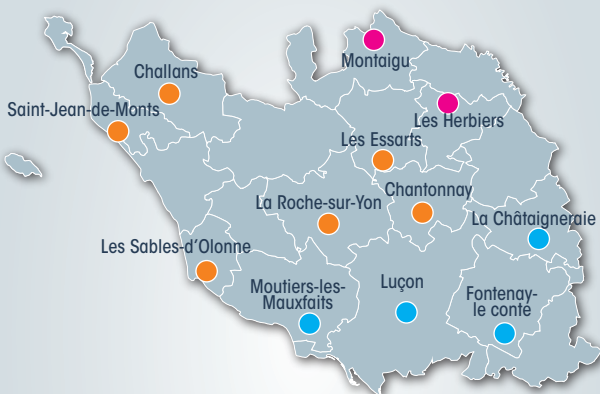 Montaigu
Challans
Saint-Jean-de-Monts
Les Herbiers
Les Essarts
Chantonnay
La Roche-sur-Yon
La Châtaigneraie
Les Sables-d’Olonne
Moutiers-les-
Mauxfaits
Luçon
Fontenay-
le conte